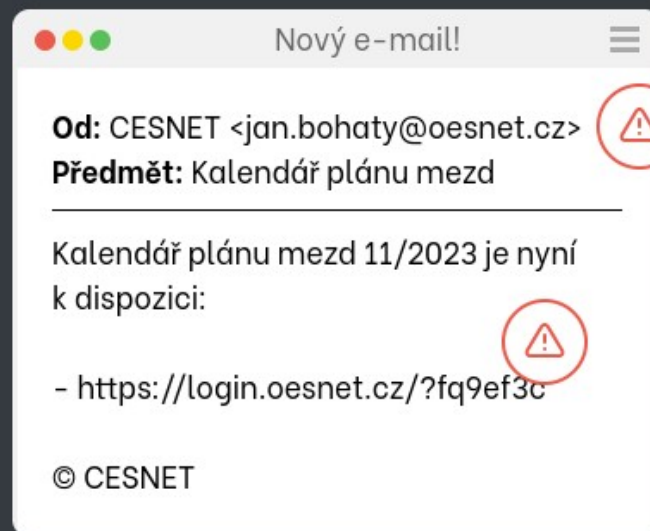 Nový e-mail!
Od: CESNET <jan.bohaty@oesnet.cz>
Předmět: Kalendář plánu mezd
Kalendář plánu mezd 11/2023 je nyní
k dispozici:
- https://login.oesnet.cz/?fq9ef3c
© CESNET